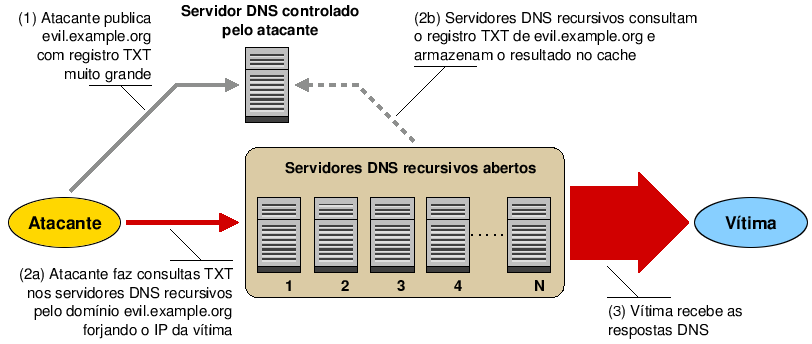 (1) Atacante publica
evil.example.org
com registro TXT
muito grande
Servidor DNS controlado
pelo atacante
(2b) Servidores DNS recursivos consultam
o registro TXT de evil.example.org e
armazenam o resultado no cache
Servidores DNS recursivos abertos
Atacante
Vítima
1 2 3 4 ..... N
(2a) Atacante faz consultas TXT
nos servidores DNS recursivos
pelo domínio evil.example.org
forjando o IP da vítima
(3) Vítima recebe as
respostas DNS